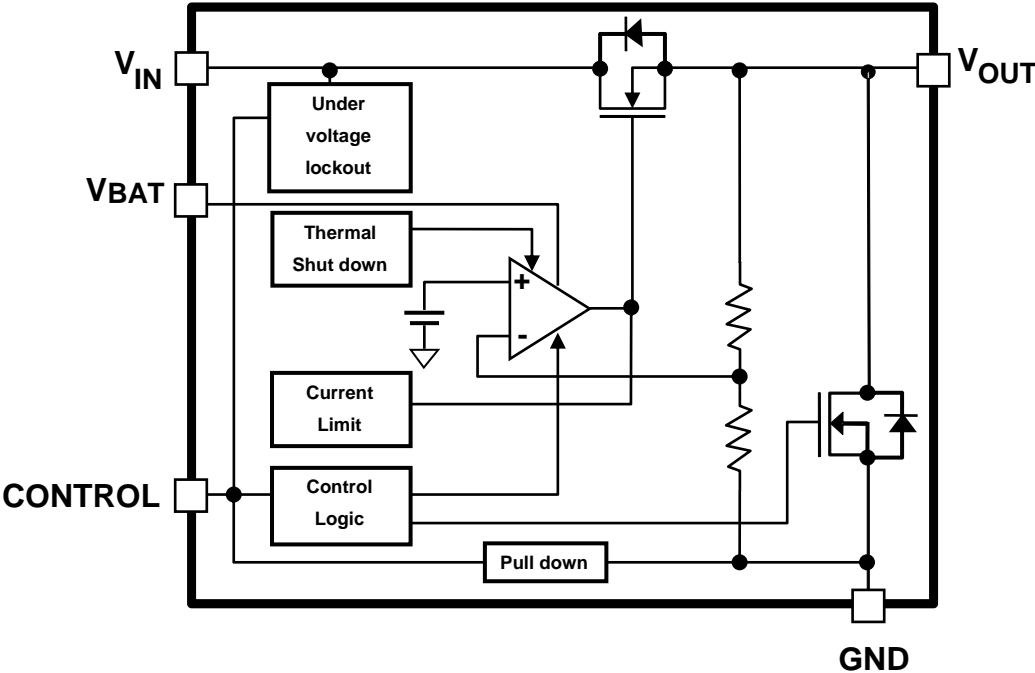 VIN
VOUT
Under
voltage
lockout
VBAT
Thermal
Shut down
+
-
Current
Limit
CONTROL
Control
Logic
Pull down
GND